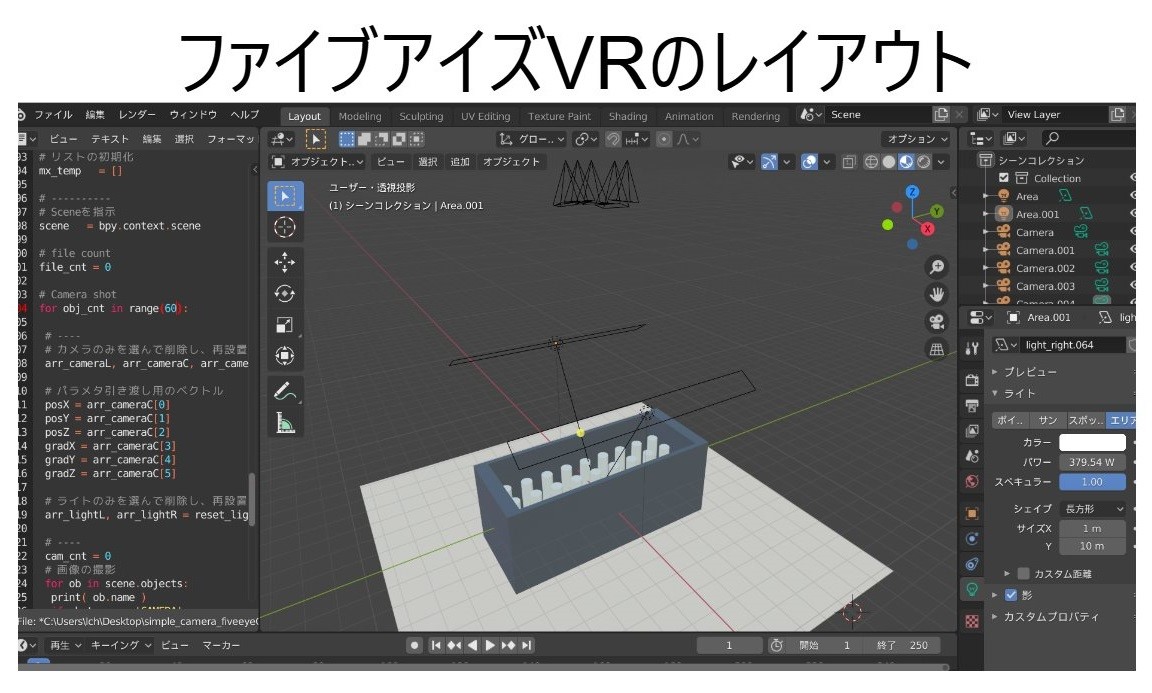 ファイブアイズVRのレイアウト
ファイル 編集 レンダー ウィンドウ ヘルプ Layout Modeling Sculpting UV Editing Texture Paint Shading Animation Rendering Scene View Layer
ビュー テキスト 編集 選択 フォーマッ グロー.. オプション
オブジェクト.. ビュー 選択 追加 オブジェクト
03 # リストの初期化
04 mx_temp = []
05
06 # ----------
07 # Sceneを指示
08 scene = bpy.context.scene
09
00 # file count
01 file_cnt = 0
02
03 # Camera shot
04 for obj_cnt in range(60):
05
06 # ----
07 # カメラのみを選んで削除し、再設置
08 arr_cameraL, arr_cameraC, arr_came
09
10 # パラメタ引き渡し用のベクトル
11 posX = arr_cameraC[0]
12 posY = arr_cameraC[1]
13 posZ = arr_cameraC[2]
14 gradX = arr_cameraC[3]
15 gradY = arr_cameraC[4]
16 gradZ = arr_cameraC[5]
17
18 # ライトのみを選んで削除し、再設置
19 arr_lightL, arr_lightR = reset_lig
20
21 # ----
22 cam_cnt = 0
23 # 画像の撮影
24 for ob in scene.objects:
25 print( ob.name )
File: *C:\Users\lch\Desktop\simple_camera_fiveeye
ユーザー・透視投影
(1) シーンコレクション | Area.001
Z
Y
X
シーンコレクション
Collection
Area
Area.001
Camera
Camera.001
Camera.002
Camera.003
Camera.004
Area.001 ligh
light_right.064
プレビュー
ライト
ポイ.. サン スポッ.. エリア
カラー
パワー 379.54 W
スペキュラー 1.00
シェイプ 長方形
サイズX 1 m
Y 10 m
カスタム距離
影
カスタムプロパティ
再生 キーイング ビュー マーカー 1 開始 1 終了 250